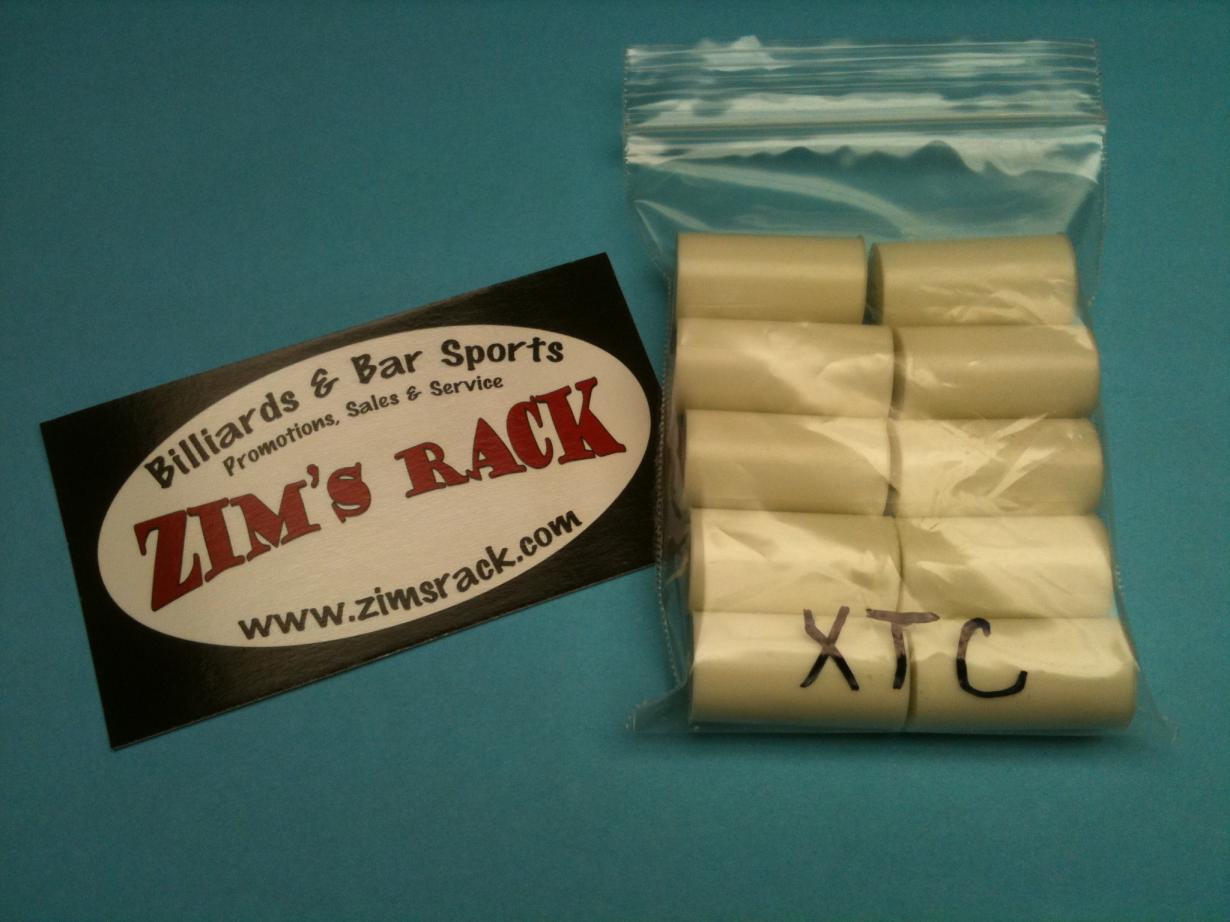 Billiards & Bar Sports
Promotions, Sales & Service
ZIM'S RACK
www.zimsrack.com
XTC